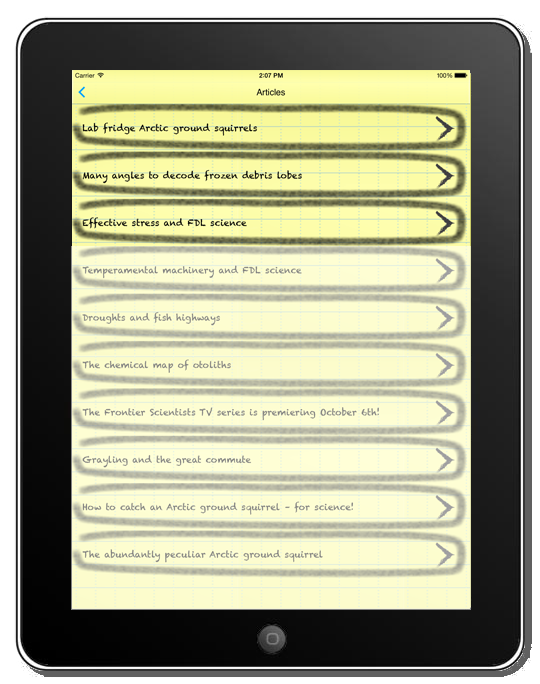 Carrier 2:07 PM 100%
Articles
Lab fridge Arctic ground squirrels
Many angles to decode frozen debris lobes
Effective stress and FDL science
Temperamental machinery and FDL science
Droughts and fish highways
The chemical map of otoliths
The Frontier Scientists TV series is premiering October 6th!
Grayling and the great commute
How to catch an Arctic ground squirrel – for science!
The abundantly peculiar Arctic ground squirrel